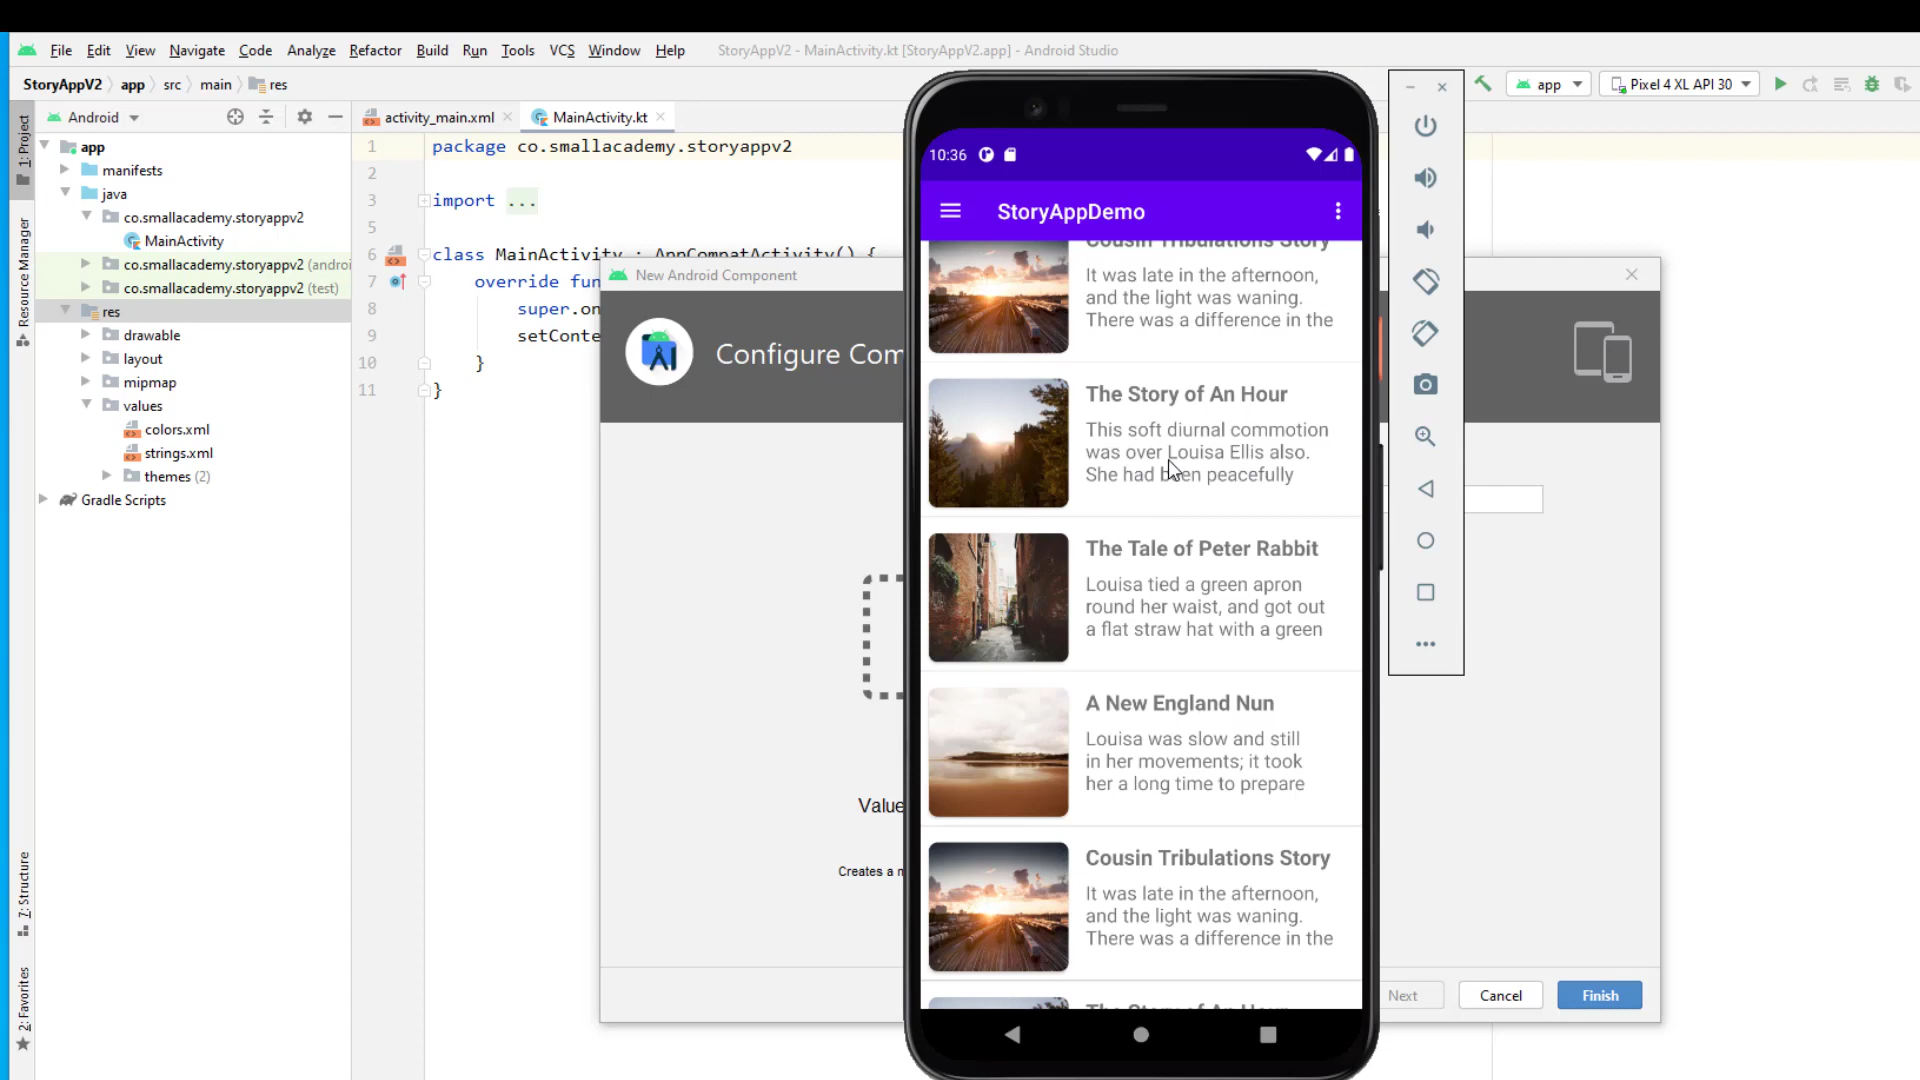 File Edit View Navigate Code Analyze Refactor Build Run Tools VCS Window Help StoryAppV2 - MainActivity.kt [StoryAppV2.app] - Android Studio
StoryAppV2 app src main res
app Pixel 4 XL API 30
Android
activity_main.xml
MainActivity.kt
1: Project
Resource Manager
7: Structure
2: Favorites
app
manifests
java
co.smallacademy.storyappv2
MainActivity
co.smallacademy.storyappv2 (androi
co.smallacademy.storyappv2 (test)
res
drawable
layout
mipmap
values
colors.xml
strings.xml
themes (2)
Gradle Scripts
1 package co.smallacademy.storyappv2
2
3 import ...
5
6 class MainActivity : AppCompatActivity() {
7 override fun
8 super.on
9 setConte
10 }
11 }
New Android Component
Configure Com
Value
Creates a n
Next
Cancel
Finish
10:36
StoryAppDemo
Cousin Tribulations Story
It was late in the afternoon,
and the light was waning.
There was a difference in the
The Story of An Hour
This soft diurnal commotion
was over Louisa Ellis also.
She had been peacefully
The Tale of Peter Rabbit
Louisa tied a green apron
round her waist, and got out
a flat straw hat with a green
A New England Nun
Louisa was slow and still
in her movements; it took
her a long time to prepare
Cousin Tribulations Story
It was late in the afternoon,
and the light was waning.
There was a difference in the
The Story of An Hour